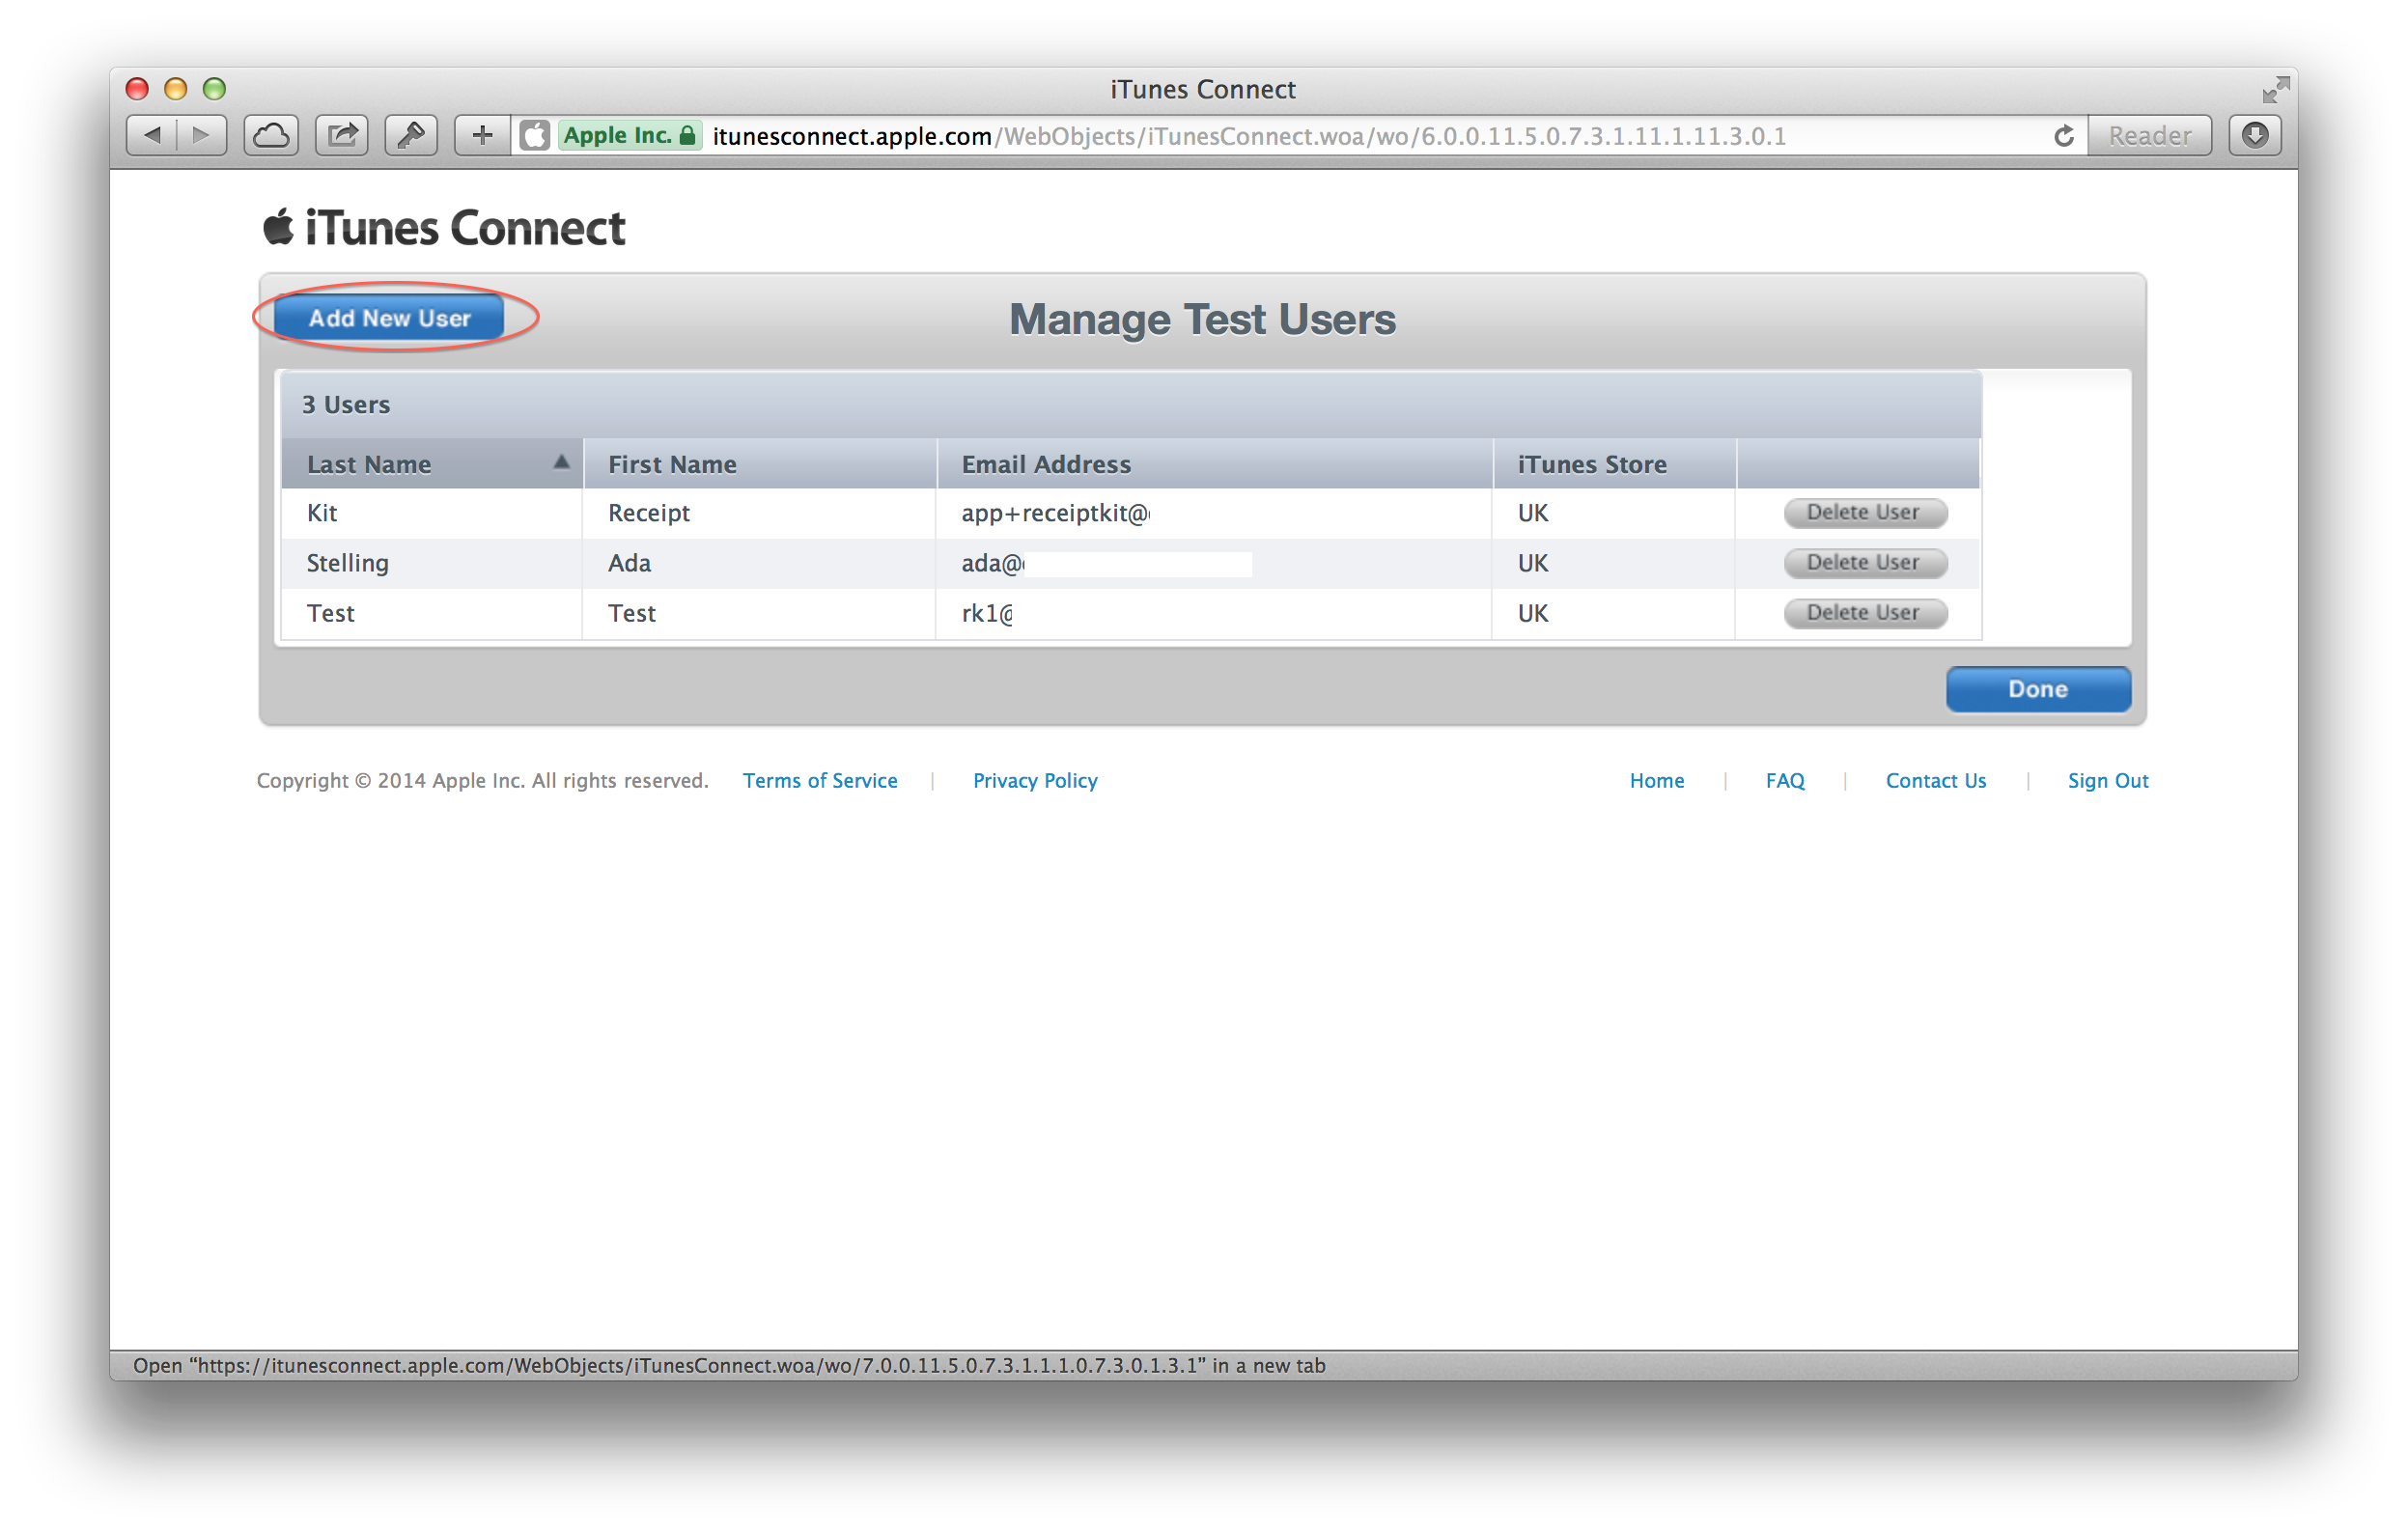 iTunes Connect
Apple Inc. itunesconnect.apple.com/WebObjects/iTunesConnect.woa/wo/6.0.0.11.5.0.7.3.1.11.1.11.3.0.1 Reader
iTunes Connect
Add New User Manage Test Users
3 Users
Last Name First Name Email Address iTunes Store
Kit Receipt app+receiptkit@ UK Delete User
Stelling Ada ada@ UK Delete User
Test Test rk1@ UK Delete User
Done
Copyright © 2014 Apple Inc. All rights reserved. Terms of Service | Privacy Policy Home | FAQ | Contact Us | Sign Out
Open “https://itunesconnect.apple.com/WebObjects/iTunesConnect.woa/wo/7.0.0.11.5.0.7.3.1.1.1.0.7.3.0.1.3.1” in a new tab